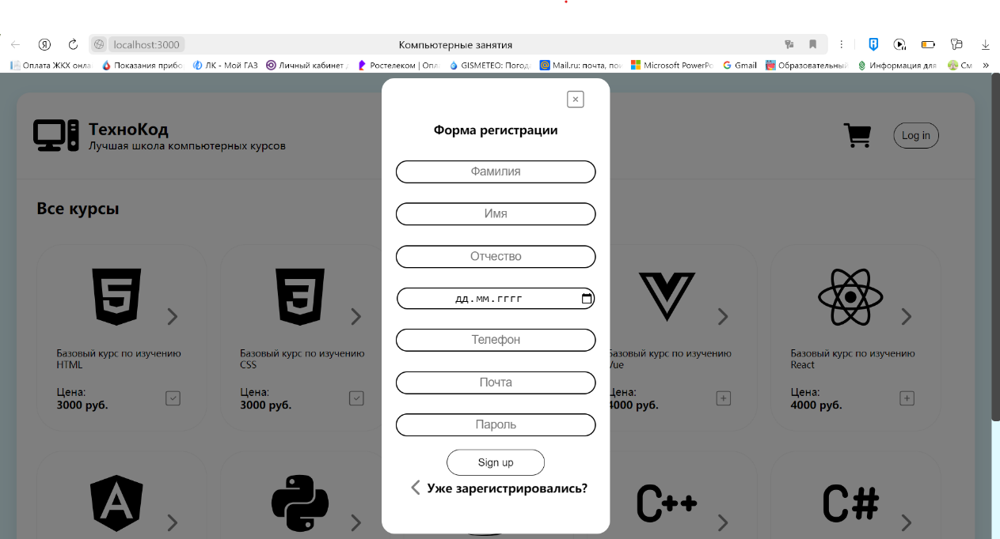 Я localhost:3000 Компьютерные занятия
Оплата ЖКХ онла Показания прибо ЛК - Мой ГАЗ Личный кабинет Ростелеком | Опл GISMETEO: Погод Mail.ru: почта, пои Microsoft PowerPo Gmail Образовательны Информация для См »
ТехноКод
Лучшая школа компьютерных курсов
Log in
Все курсы
Базовый курс по изучению
HTML
Цена:
3000 руб.
Базовый курс по изучению
CSS
Цена:
3000 руб.
Форма регистрации
Фамилия
Имя
Отчество
дд.мм.гггг
Телефон
Почта
Пароль
Sign up
Уже зарегистрировались?
Базовый курс по изучению
Vue
Цена:
4000 руб.
Базовый курс по изучению
React
Цена:
4000 руб.
A
C++
C#